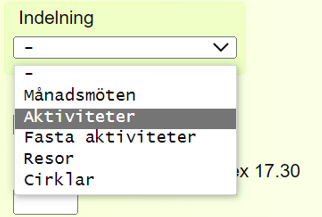 Indelning
–
–
Månadsmöten
Aktiviteter
Fasta aktiviteter
Resor
Cirklar
ex 17.30